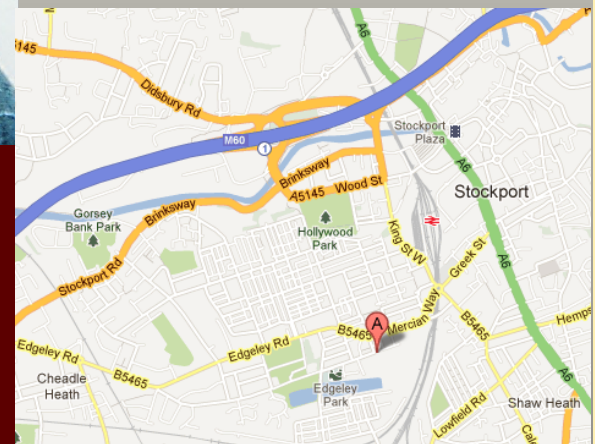 5145
A6
Didsbury Rd
M60
1
Stockport
Plaza
A6
Brinksway
A5145 Wood St
Stockport
Gorsey
Bank Park
Brinksway
Hollywood
Park
King St W
Greek St
A6
Stockport Rd
A
Mercian Way
B5465
B5465
Edgeley Rd
Edgeley Rd
B5465
Cheadle
Heath
Edgeley
Park
Lowfield Rd
A6
Shaw Heath